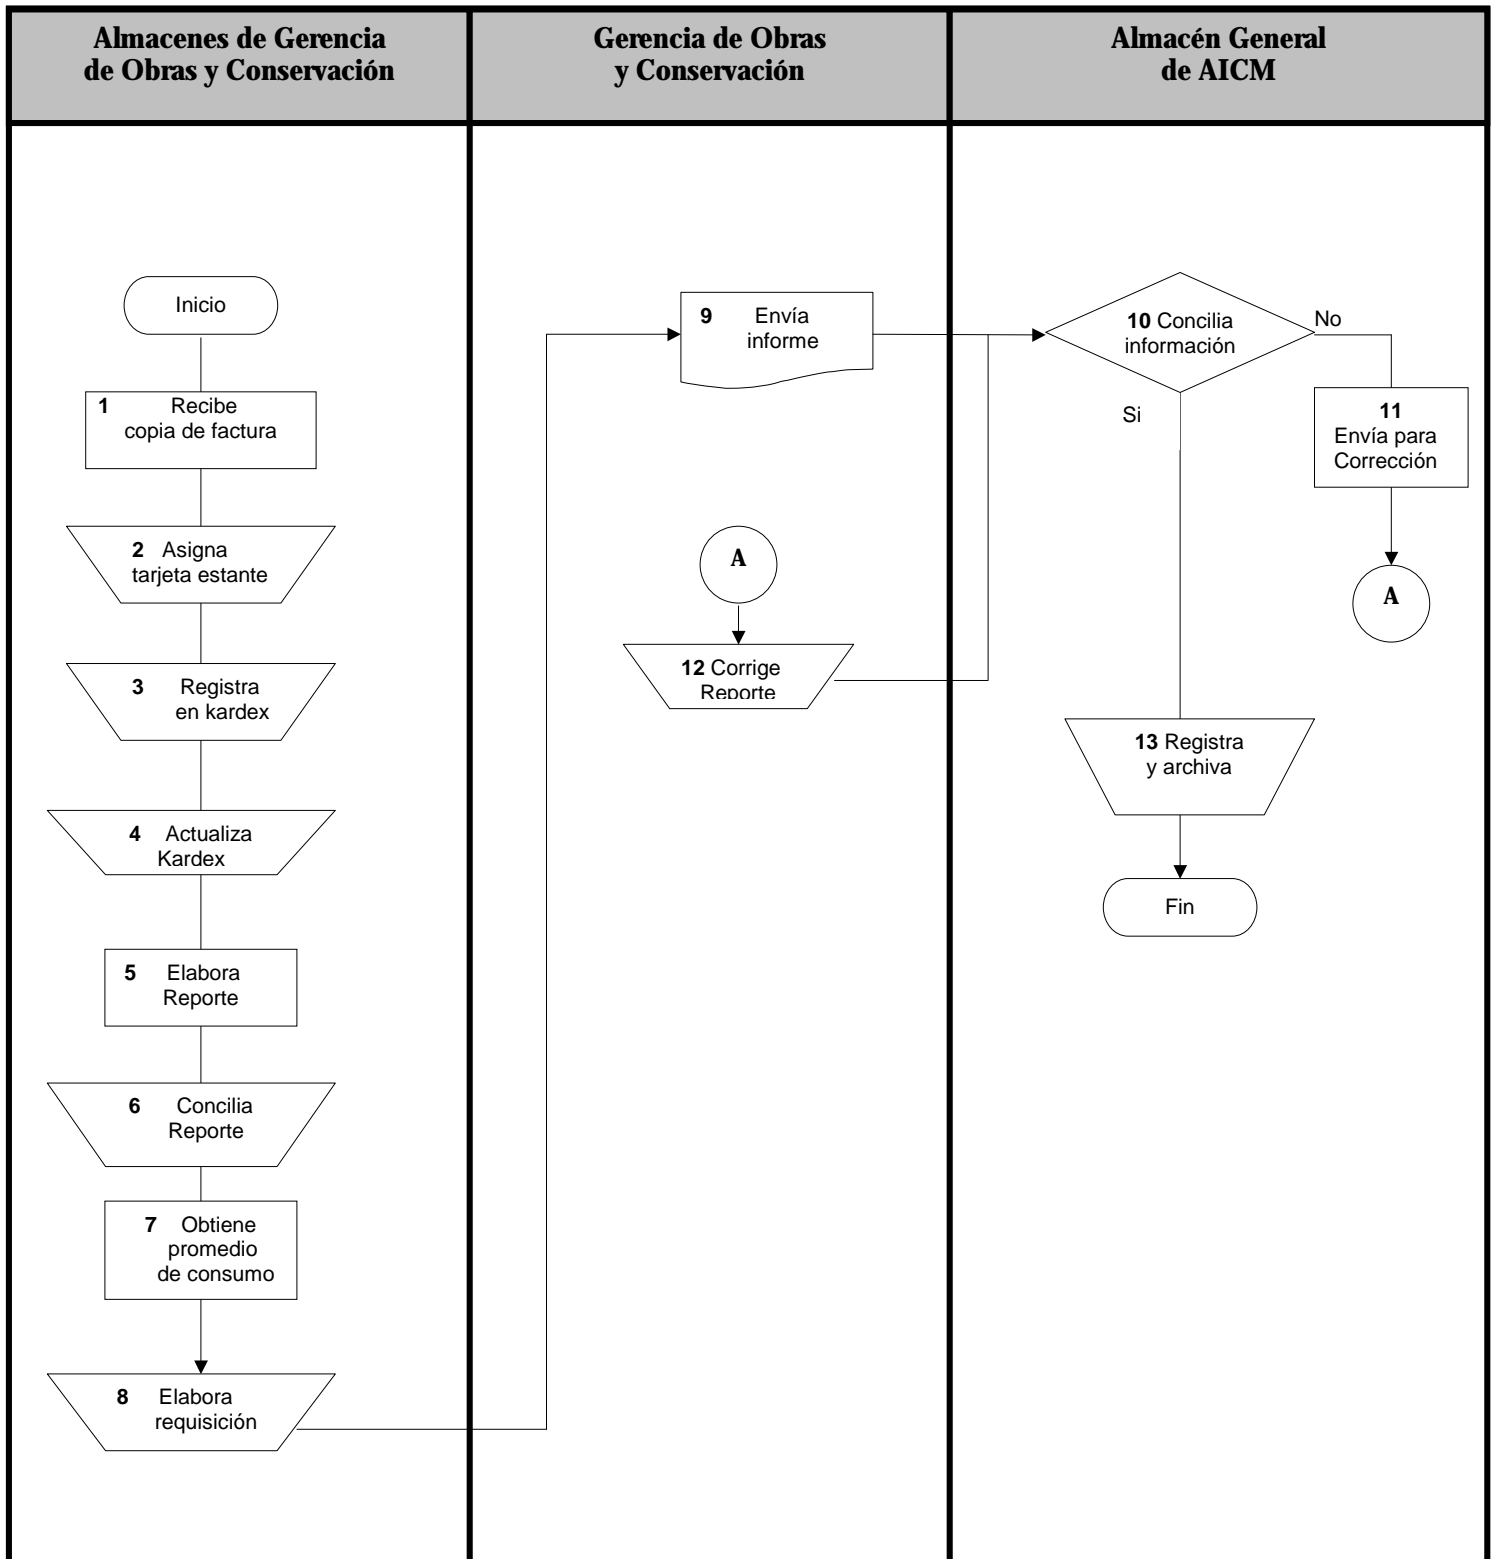 Almacenes de Gerencia
de Obras y Conservación
Gerencia de Obras
y Conservación
Almacén General
de AICM
Inicio
1 Recibe
copia de factura
2 Asigna
tarjeta estante
3 Registra
en kardex
4 Actualiza
Kardex
5 Elabora
Reporte
6 Concilia
Reporte
7 Obtiene
promedio
de consumo
8 Elabora
requisición
9 Envía
informe
A
12 Corrige
Reporte
10 Concilia
información
No
Si
11
Envía para
Corrección
A
13 Registra
y archiva
Fin